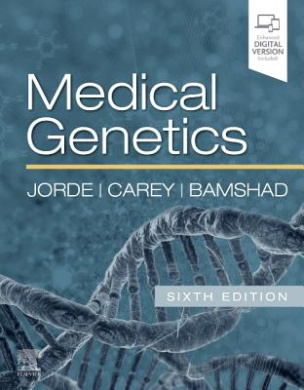 Enhanced
DIGITAL
VERSION
Included
Medical
Genetics
JORDE | CAREY | BAMSHAD
SIXTH EDITION
ELSEVIER